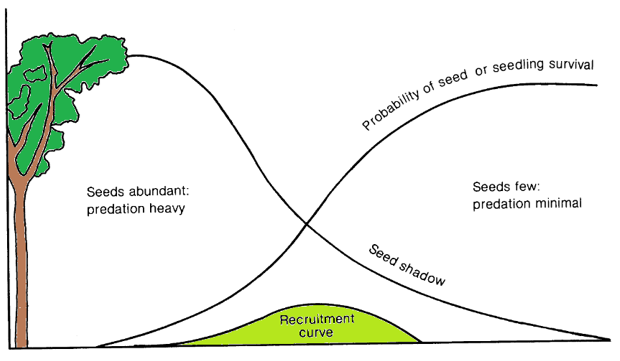 Probability of seed or seedling survival
Seeds abundant:
predation heavy
Seeds few:
predation minimal
Seed shadow
Recruitment
curve